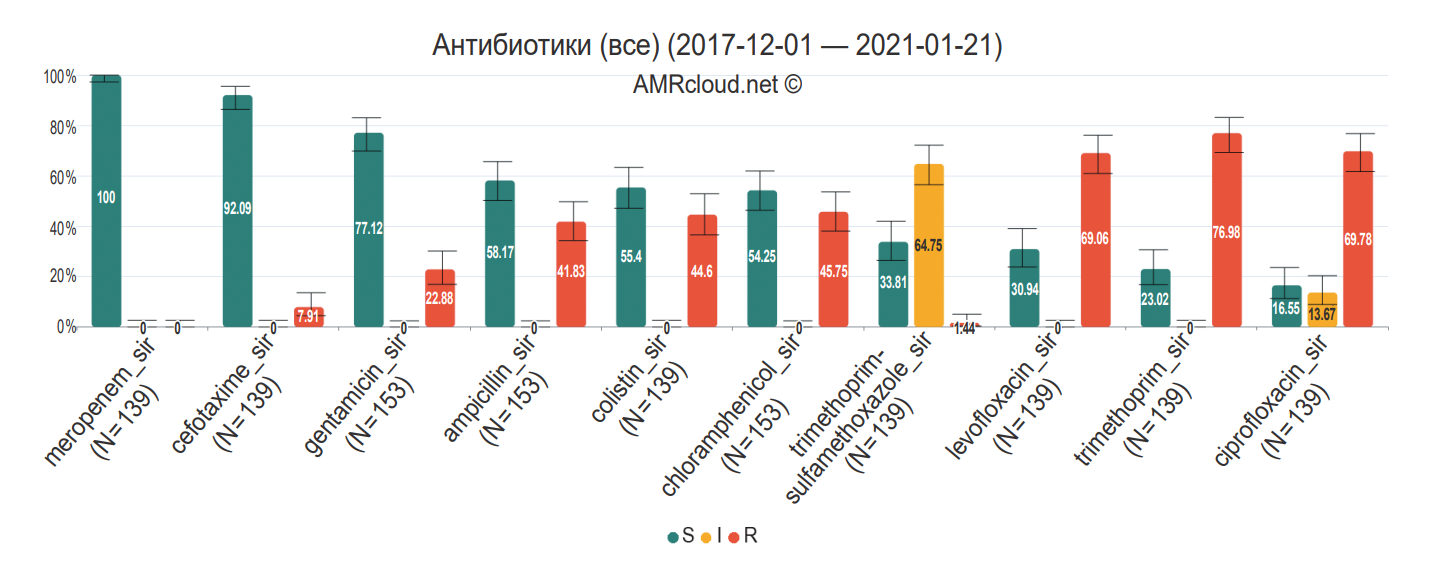 Антибиотики (все) (2017-12-01 — 2021-01-21)
AMRcloud.net ©
100%
80%
60%
40%
20%
0%
100
0
0
92.09
0
7.91
77.12
0
22.88
58.17
0
41.83
55.4
0
44.6
54.25
0
45.75
33.81
64.75
1.44
30.94
0
69.06
23.02
0
76.98
16.55
13.67
69.78
meropenem_sir
(N=139)
cefotaxime_sir
(N=139)
gentamicin_sir
(N=153)
ampicillin_sir
(N=153)
colistin_sir
(N=139)
chloramphenicol_sir
(N=153)
trimethoprim-
sulfamethoxazole_sir
(N=139)
levofloxacin_sir
(N=139)
trimethoprim_sir
(N=139)
ciprofloxacin_sir
(N=139)
S I R